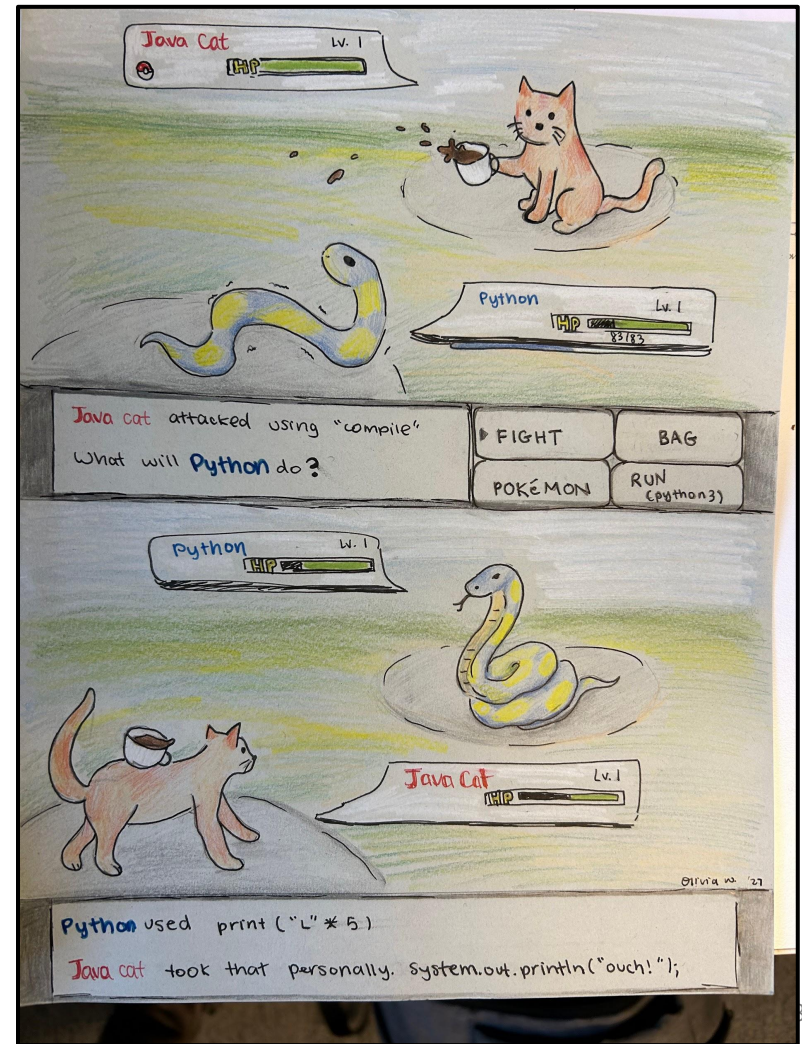 Java Cat Lv. 1
HP
Python Lv. 1
HP
83/83
Java cat attacked using "compile"
What will Python do?
FIGHT
BAG
POKéMON
RUN
(python3)
Python Lv. 1
HP
Java Cat Lv. 1
HP
Olivia W. '27
Python used print ("L" * 5)
Java cat took that personally. system.out.println("ouch!");